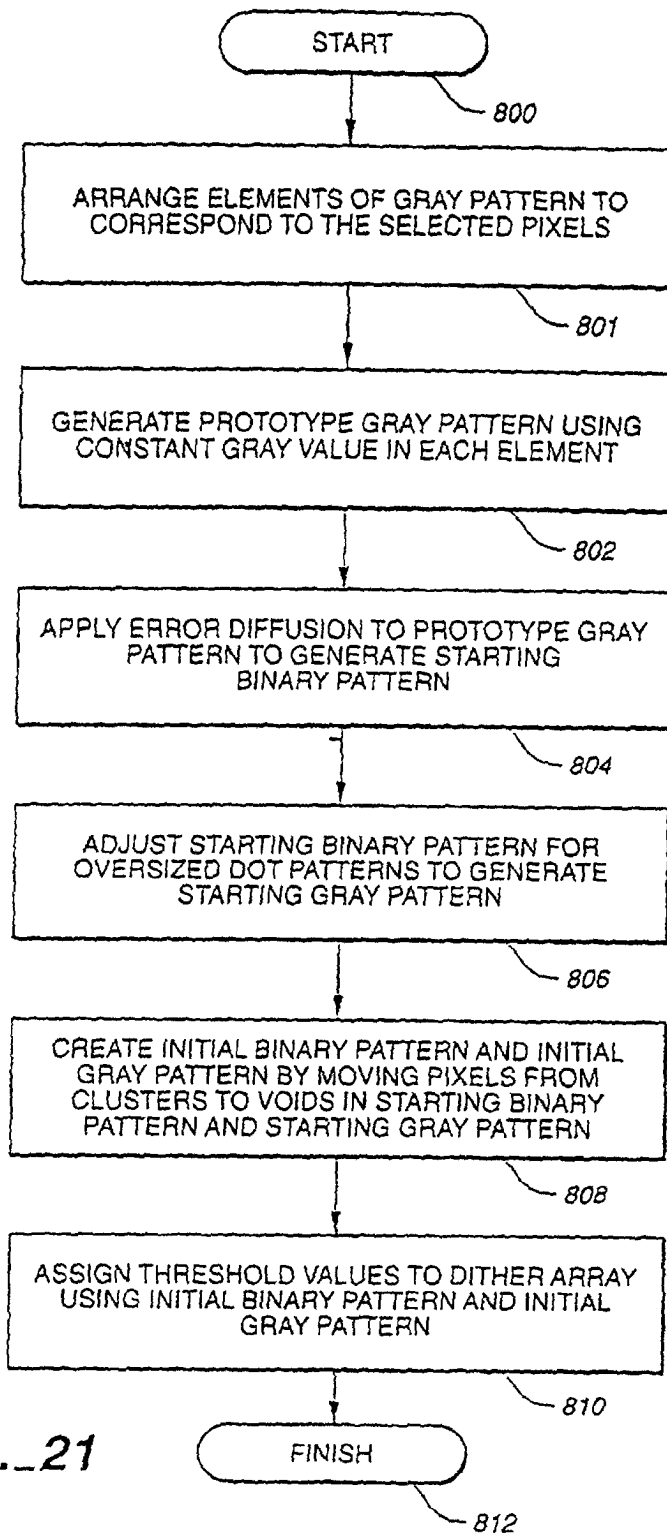 START
800
ARRANGE ELEMENTS OF GRAY PATTERN TO
CORRESPOND TO THE SELECTED PIXELS
801
GENERATE PROTOTYPE GRAY PATTERN USING
CONSTANT GRAY VALUE IN EACH ELEMENT
802
APPLY ERROR DIFFUSION TO PROTOTYPE GRAY
PATTERN TO GENERATE STARTING
BINARY PATTERN
804
ADJUST STARTING BINARY PATTERN FOR
OVERSIZED DOT PATTERNS TO GENERATE
STARTING GRAY PATTERN
806
CREATE INITIAL BINARY PATTERN AND INITIAL
GRAY PATTERN BY MOVING PIXELS FROM
CLUSTERS TO VOIDS IN STARTING BINARY
PATTERN AND STARTING GRAY PATTERN
808
ASSIGN THRESHOLD VALUES TO DITHER ARRAY
USING INITIAL BINARY PATTERN AND INITIAL
GRAY PATTERN
810
._21
FINISH
812